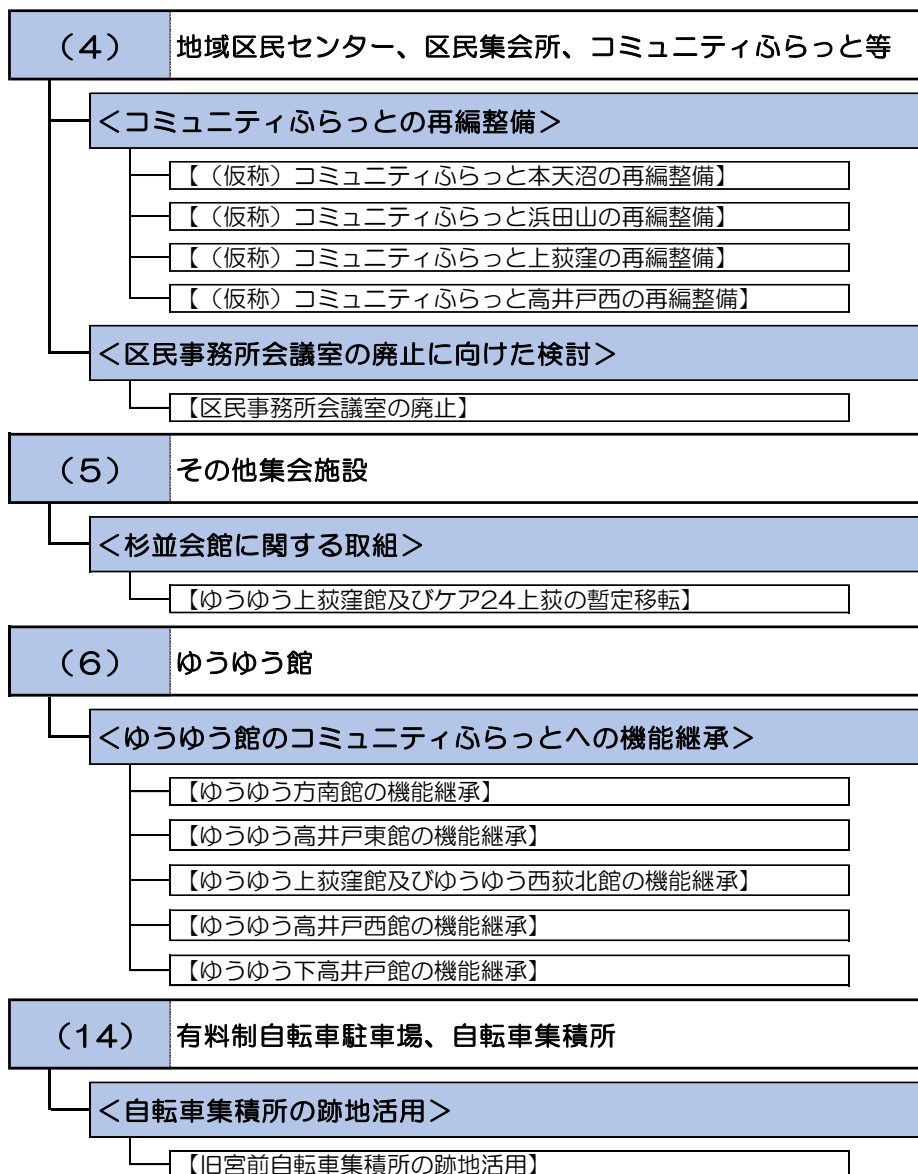 （4） 地域区民センター、区民集会所、コミュニティふらっと等
＜コミュニティふらっとの再編整備＞
【（仮称）コミュニティふらっと本天沼の再編整備】
【（仮称）コミュニティふらっと浜田山の再編整備】
【（仮称）コミュニティふらっと上荻窪の再編整備】
【（仮称）コミュニティふらっと高井戸西の再編整備】
＜区民事務所会議室の廃止に向けた検討＞
【区民事務所会議室の廃止】
（5） その他集会施設
＜杉並会館に関する取組＞
【ゆうゆう上荻窪館及びケア24上荻の暫定移転】
（6） ゆうゆう館
＜ゆうゆう館のコミュニティふらっとへの機能継承＞
【ゆうゆう方南館の機能継承】
【ゆうゆう高井戸東館の機能継承】
【ゆうゆう上荻窪館及びゆうゆう西荻北館の機能継承】
【ゆうゆう高井戸西館の機能継承】
【ゆうゆう下高井戸館の機能継承】
（14） 有料制自転車駐車場、自転車集積所
＜自転車集積所の跡地活用＞
【旧宮前自転車集積所の跡地活用】